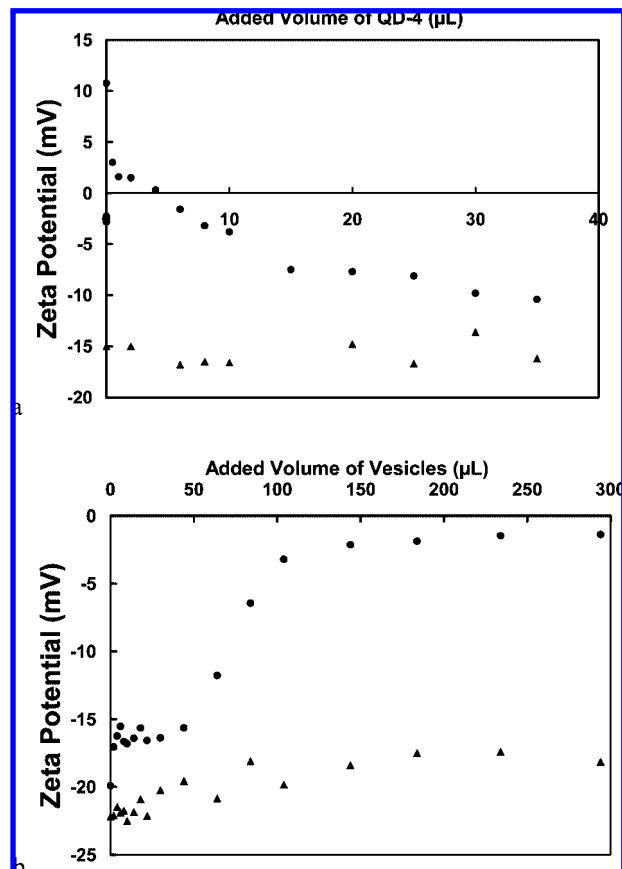 Added Volume of QD-4 (µL)
15
10
5
0
-5
-10
-15
-20
0 10 20 30 40
Zeta Potential (mV)
a
Added Volume of Vesicles (µL)
0 50 100 150 200 250 300
0
-5
-10
-15
-20
-25
Zeta Potential (mV)
b